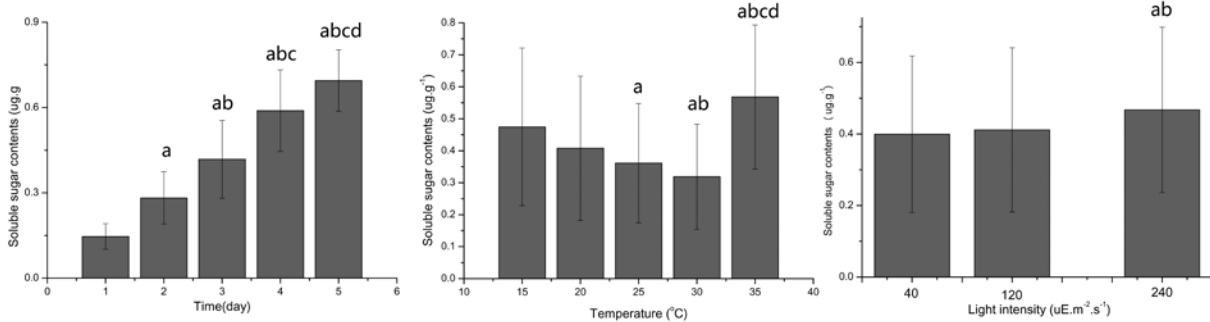 Soluble sugar contents (ug.g
0.9
0.6
0.3
0.0
a
ab
abc
abcd
0 1 2 3 4 5 6
Time(day)
Soluble sugar contents (ug.g⁻¹)
0.8
0.7
0.6
0.5
0.4
0.3
0.2
0.1
0.0
a
ab
abcd
10 15 20 25 30 35 40
Temperature (°C)
Soluble sugar contents ( ug.g⁻¹)
0.6
0.4
0.2
0.0
ab
40 120 240
Light intensity (uE.m⁻².s⁻¹)